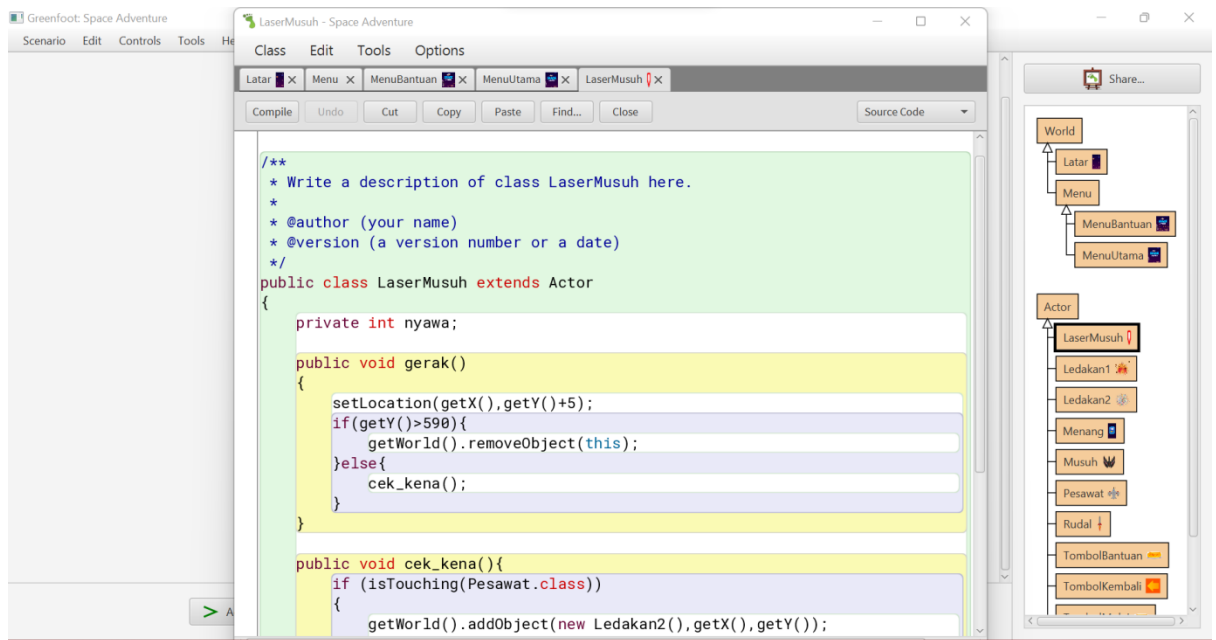 Greenfoot: Space Adventure
Scenario Edit Controls Tools He
LaserMusuh - Space Adventure
Class Edit Tools Options
Latar Menu MenuBantuan MenuUtama LaserMusuh
Compile Undo Cut Copy Paste Find... Close Source Code
/**
 * Write a description of class LaserMusuh here.
 *
 * @author (your name)
 * @version (a version number or a date)
 */
public class LaserMusuh extends Actor
{
    private int nyawa;
    public void gerak()
    {
        setLocation(getX(),getY()+5);
        if(getY()>590){
            getWorld().removeObject(this);
        }else{
            cek_kena();
        }
    }
    public void cek_kena(){
        if (isTouching(Pesawat.class))
        {
            getWorld().addObject(new Ledakan2(),getX(),getY());
> A
Share...
World
Latar
Menu
MenuBantuan
MenuUtama
Actor
LaserMusuh
Ledakan1
Ledakan2
Menang
Musuh
Pesawat
Rudal
TombolBantuan
TombolKembali